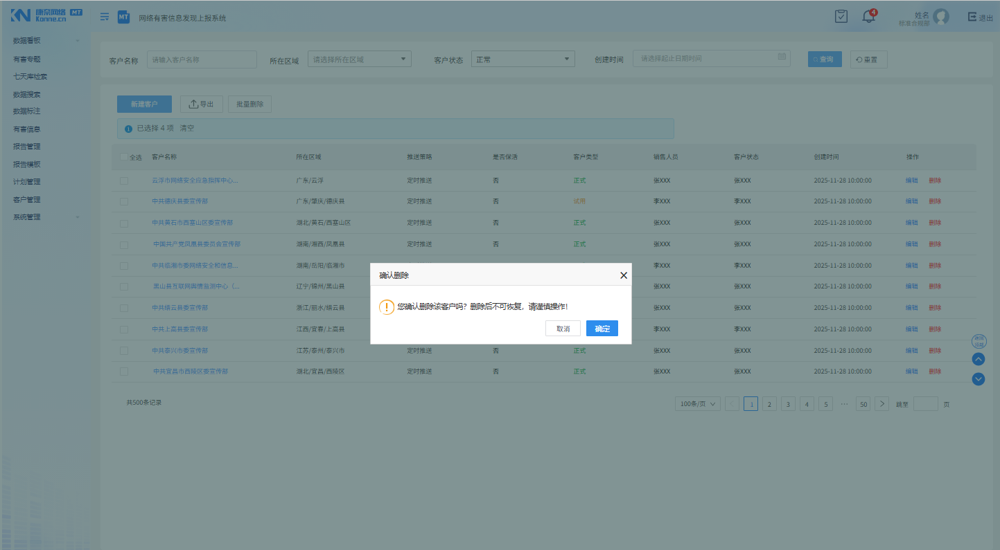 康奈网络 MT
Konne.cn
MT 网络有害信息发现上报系统
4
姓名
标准合规部
退出
数据看板
有害专题
七天库检索
数据搜索
数据标注
有害信息
报告管理
报告模板
计划管理
客户管理
系统管理
客户名称 请输入客户名称 所在区域 请选择所在区域 客户状态 正常 创建时间 请选择起止日期时间 查询 重置
新建客户 导出 批量删除
已选择 4 项 清空
全选 客户名称 所在区域 推送策略 是否保活 客户类型 销售人员 客户状态 创建时间 操作
云浮市网络安全应急指挥中心... 广东/云浮 定时推送 否 正式 张XXX 张XXX 2025-11-28 10:00:00 编辑 删除
中共德庆县委宣传部 广东/肇庆/德庆县 定时推送 否 试用 李XXX 李XXX 2025-11-28 10:00:00 编辑 删除
中共黄石市西塞山区委宣传部 湖北/黄石/西塞山区 定时推送 否 正式 张XXX 张XXX 2025-11-28 10:00:00 编辑 删除
中国共产党凤凰县委员会宣传部 湖南/湘西/凤凰县 定时推送 否 正式 张XXX 张XXX 2025-11-28 10:00:00 编辑 删除
中共临湘市委网络安全和信息... 湖南/岳阳/临湘市 李XXX 李XXX 2025-11-28 10:00:00 编辑 删除
黑山县互联网舆情监测中心（... 辽宁/锦州/黑山县 张XXX 张XXX 2025-11-28 10:00:00 编辑 删除
中共缙云县委宣传部 浙江/丽水/缙云县 张XXX 张XXX 2025-11-28 10:00:00 编辑 删除
中共上高县委宣传部 江西/宜春/上高县 李XXX 李XXX 2025-11-28 10:00:00 编辑 删除
中共泰兴市委宣传部 江苏/泰州/泰兴市 定时推送 否 正式 张XXX 张XXX 2025-11-28 10:00:00 编辑 删除
中共宜昌市西陵区委宣传部 湖北/宜昌/西陵区 定时推送 否 正式 张XXX 张XXX 2025-11-28 10:00:00 编辑 删除
确认删除
您确认删除该客户吗？删除后不可恢复，请谨慎操作！
取消 确定
共500条记录 100条/页 1 2 3 4 5 ... 50 跳至 页